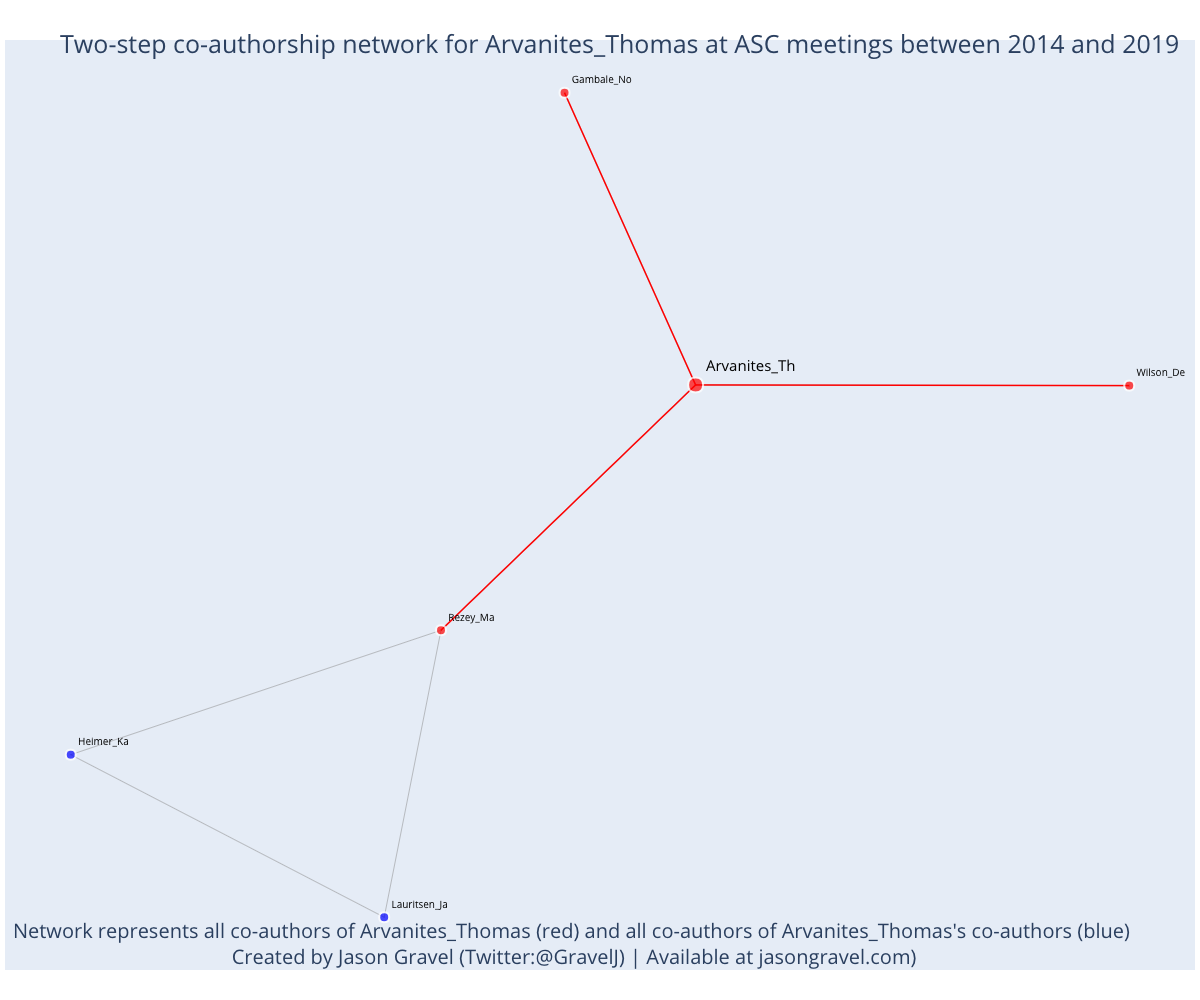 Two-step co-authorship network for Arvanites_Thomas at ASC meetings between 2014 and 2019
Gambale_No
Arvanites_Th
Wilson_De
Rezey_Ma
Heimer_Ka
Lauritsen_Ja
Network represents all co-authors of Arvanites_Thomas (red) and all co-authors of Arvanites_Thomas's co-authors (blue)
Created by Jason Gravel (Twitter:@GravelJ) | Available at jasongravel.com)